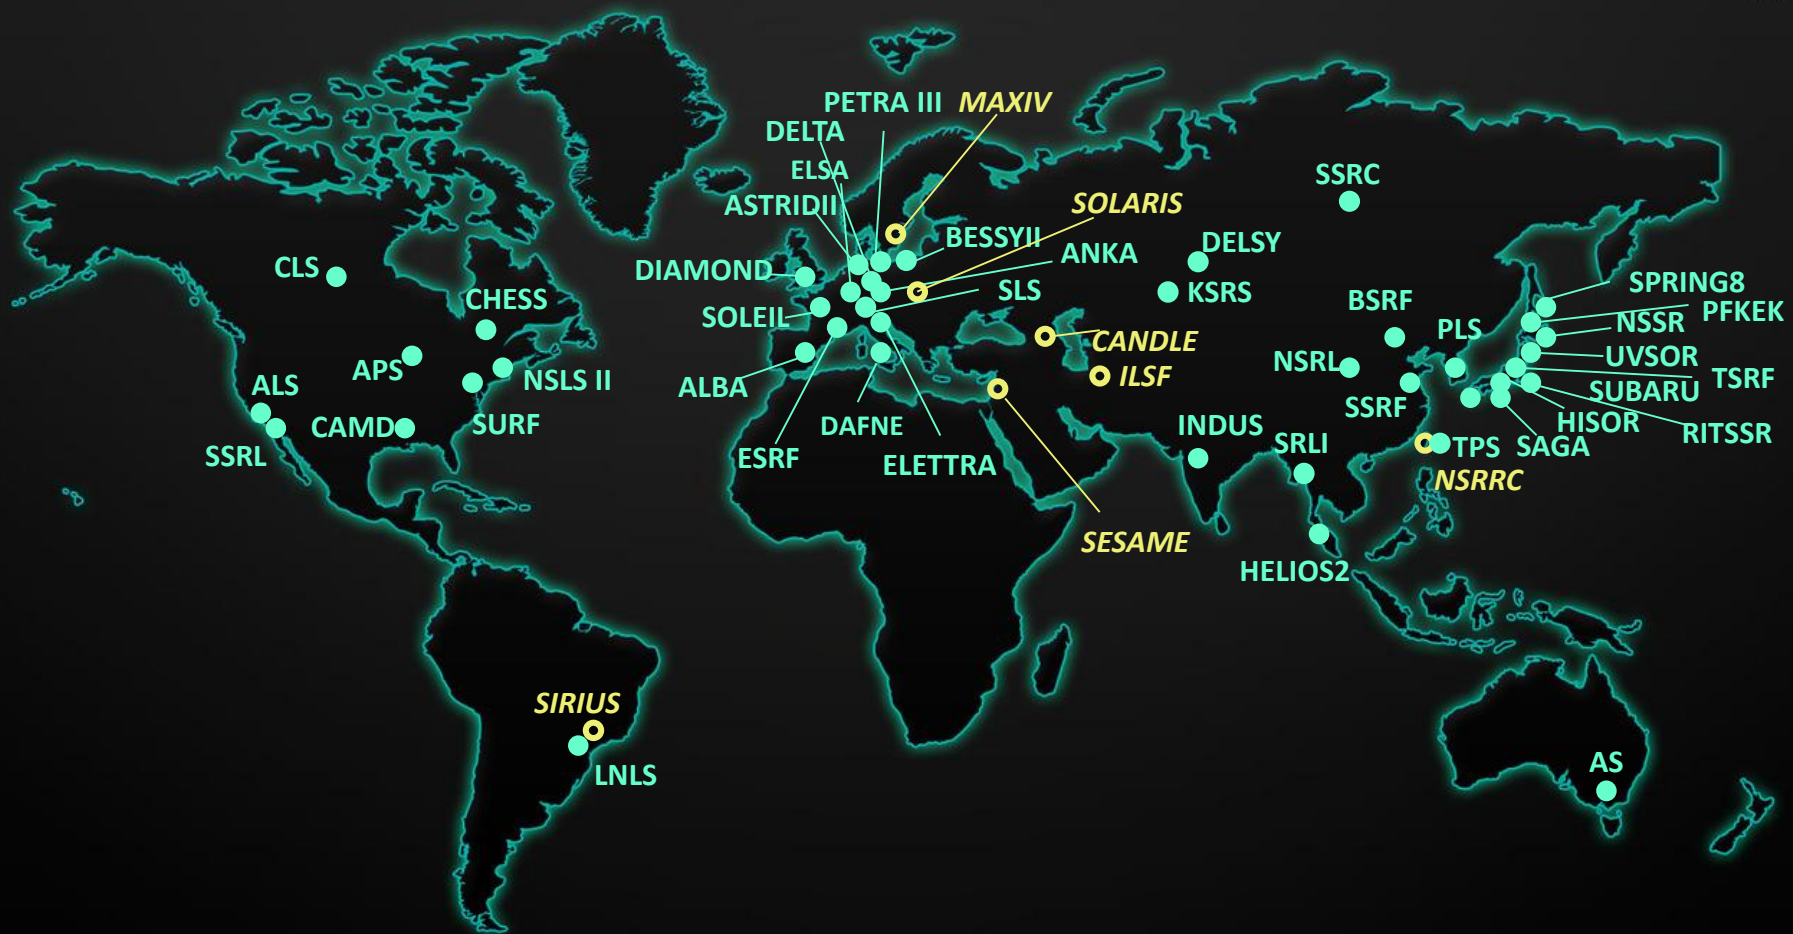 PETRA III
MAXIV
DELTA
ELSA
ASTRIDII
SSRC
SOLARIS
BESSYII
DELSY
ANKA
CLS
DIAMOND
CHESS
SOLEIL
SLS
KSRS
BSRF
SPRING8
PFKEK
PLS
NSSR
UVSOR
CANDLE
ILSF
NSRL
APS
ALS
NSLS II
ALBA
SUBARU
TSRF
SSRF
CAMD
SURF
DAFNE
INDUS
HISOR
RITSSR
SSRL
ESRF
ELETTRA
SRLI
TPS
SAGA
NSRRC
SESAME
HELIOS2
SIRIUS
LNLS
AS